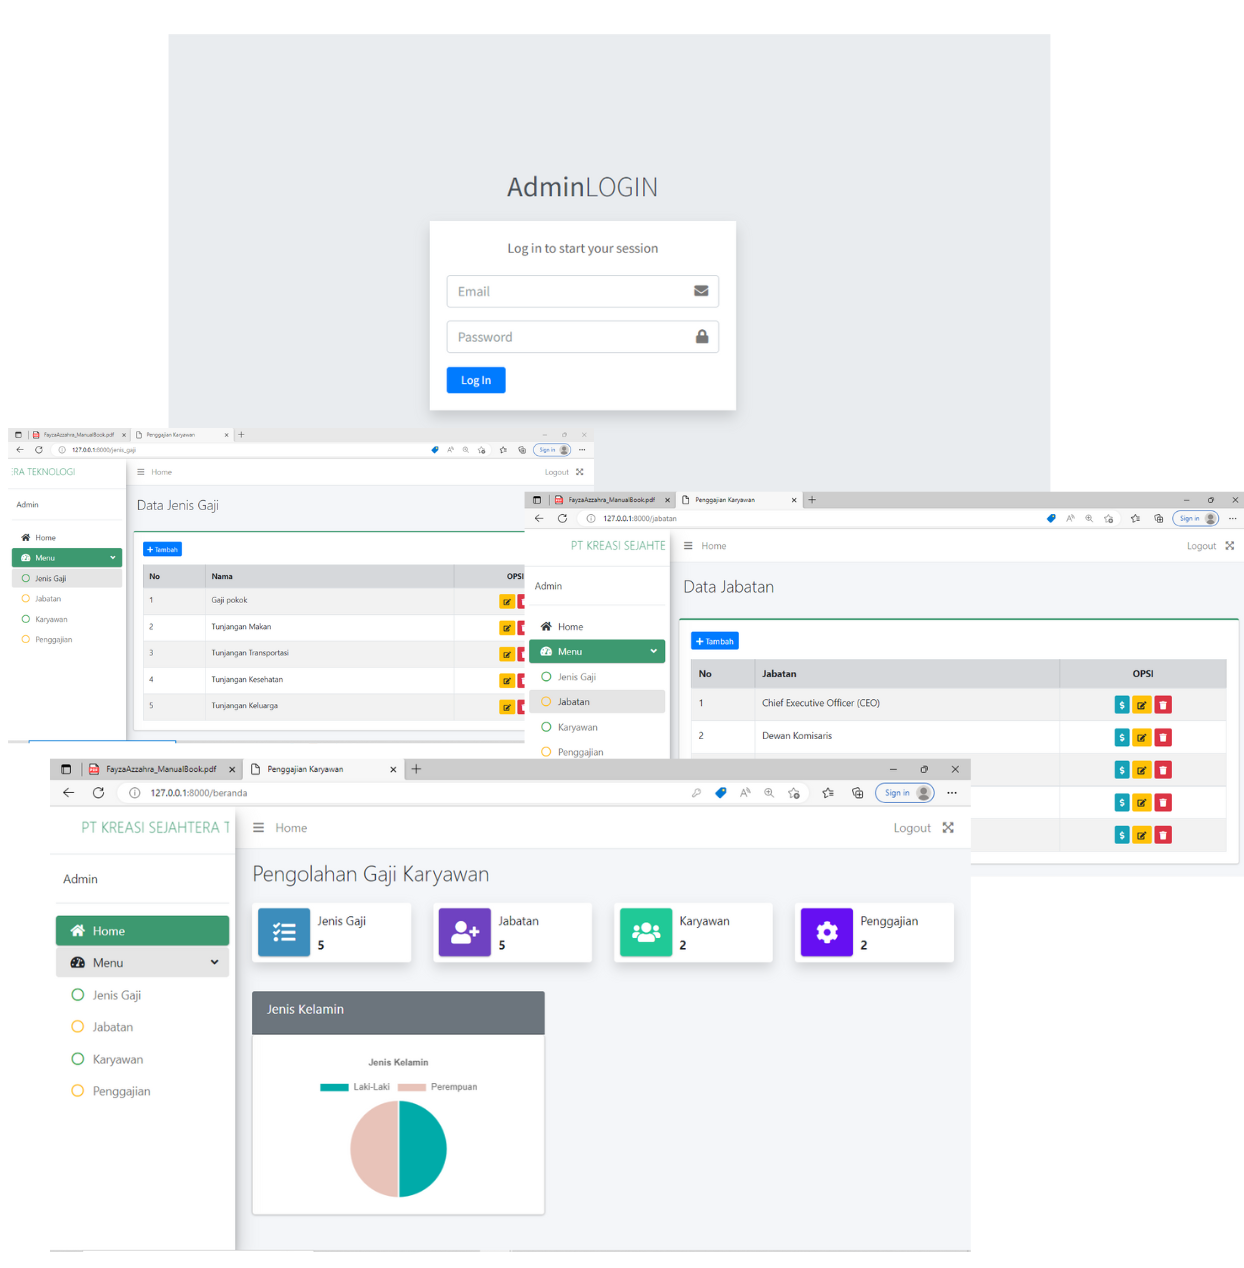 AdminLOGIN
Log in to start your session
Email
Password
Log In
FayzaAzzahra_ManualBook.pdf
Penggajian Karyawan
127.0.0.1:8000/jenis_gaji
Sign in
ERA TEKNOLOGI
Home
Logout
Admin
Data Jenis Gaji
Home
Menu
Jenis Gaji
Jabatan
Karyawan
Penggajian
+ Tambah
No Nama OPSI
1 Gaji pokok
2 Tunjangan Makan
3 Tunjangan Transportasi
4 Tunjangan Kesehatan
5 Tunjangan Keluarga
FayzaAzzahra_ManualBook.pdf
Penggajian Karyawan
127.0.0.1:8000/jabatan
Sign in
PT KREASI SEJAHTE
Home
Logout
Admin
Data Jabatan
Home
Menu
Jenis Gaji
Jabatan
Karyawan
Penggajian
+ Tambah
No Jabatan OPSI
1 Chief Executive Officer (CEO) $
2 Dewan Komisaris $
$
$
$
FayzaAzzahra_ManualBook.pdf
Penggajian Karyawan
127.0.0.1:8000/beranda
Sign in
PT KREASI SEJAHTERA T
Home
Logout
Admin
Pengolahan Gaji Karyawan
Home
Menu
Jenis Gaji
Jabatan
Karyawan
Penggajian
Jenis Gaji
5
Jabatan
5
Karyawan
2
Penggajian
2
Jenis Kelamin
Jenis Kelamin
Laki-Laki Perempuan